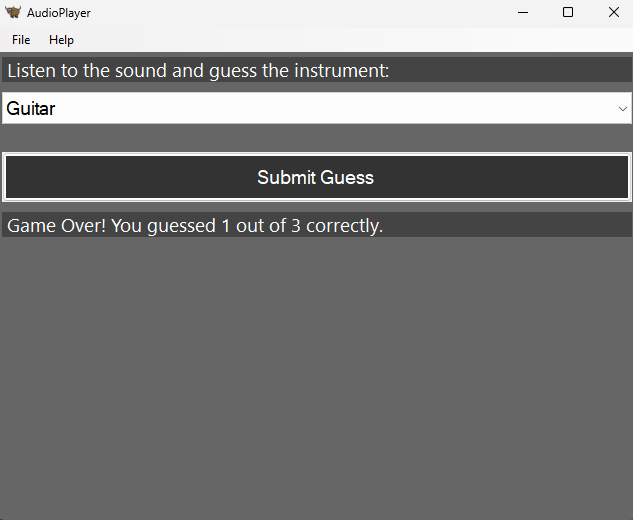 AudioPlayer
File Help
Listen to the sound and guess the instrument:
Guitar
Submit Guess
Game Over! You guessed 1 out of 3 correctly.